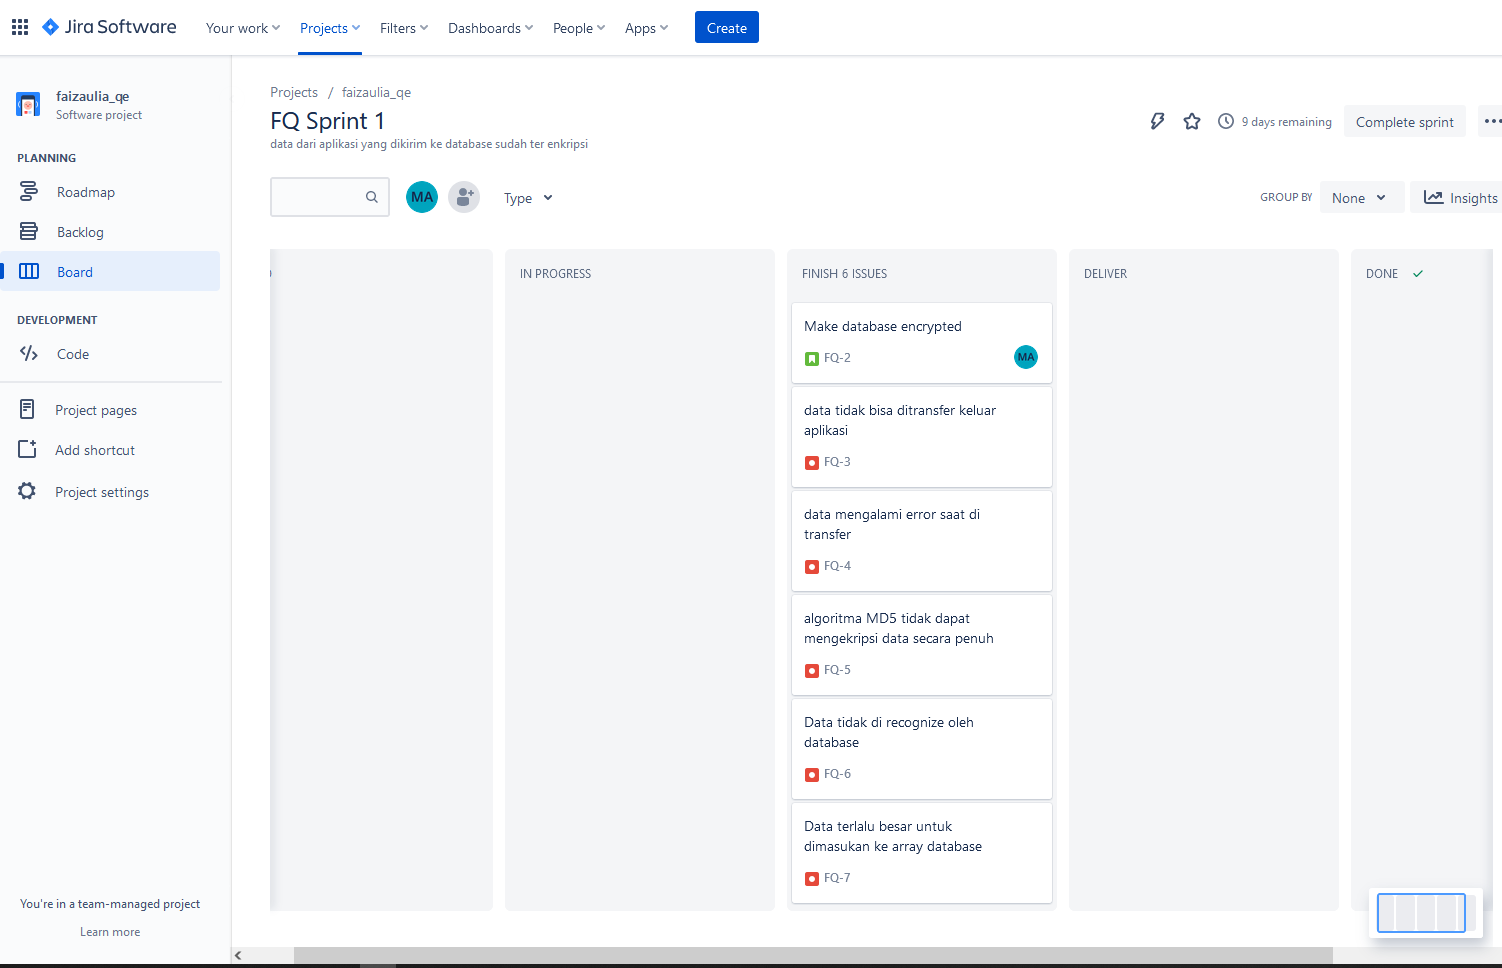 Jira Software
Your work
Projects
Filters
Dashboards
People
Apps
Create
faizaulia_qe
Software project
PLANNING
Roadmap
Backlog
Board
DEVELOPMENT
Code
Project pages
Add shortcut
Project settings
You're in a team-managed project
Learn more
Projects / faizaulia_qe
FQ Sprint 1
data dari aplikasi yang dikirim ke database sudah ter enkripsi
9 days remaining
Complete sprint
MA
Type
GROUP BY
None
Insights
IN PROGRESS
FINISH 6 ISSUES
Make database encrypted
FQ-2
MA
data tidak bisa ditransfer keluar
aplikasi
FQ-3
data mengalami error saat di
transfer
FQ-4
algoritma MD5 tidak dapat
mengekripsi data secara penuh
FQ-5
Data tidak di recognize oleh
database
FQ-6
Data terlalu besar untuk
dimasukan ke array database
FQ-7
DELIVER
DONE